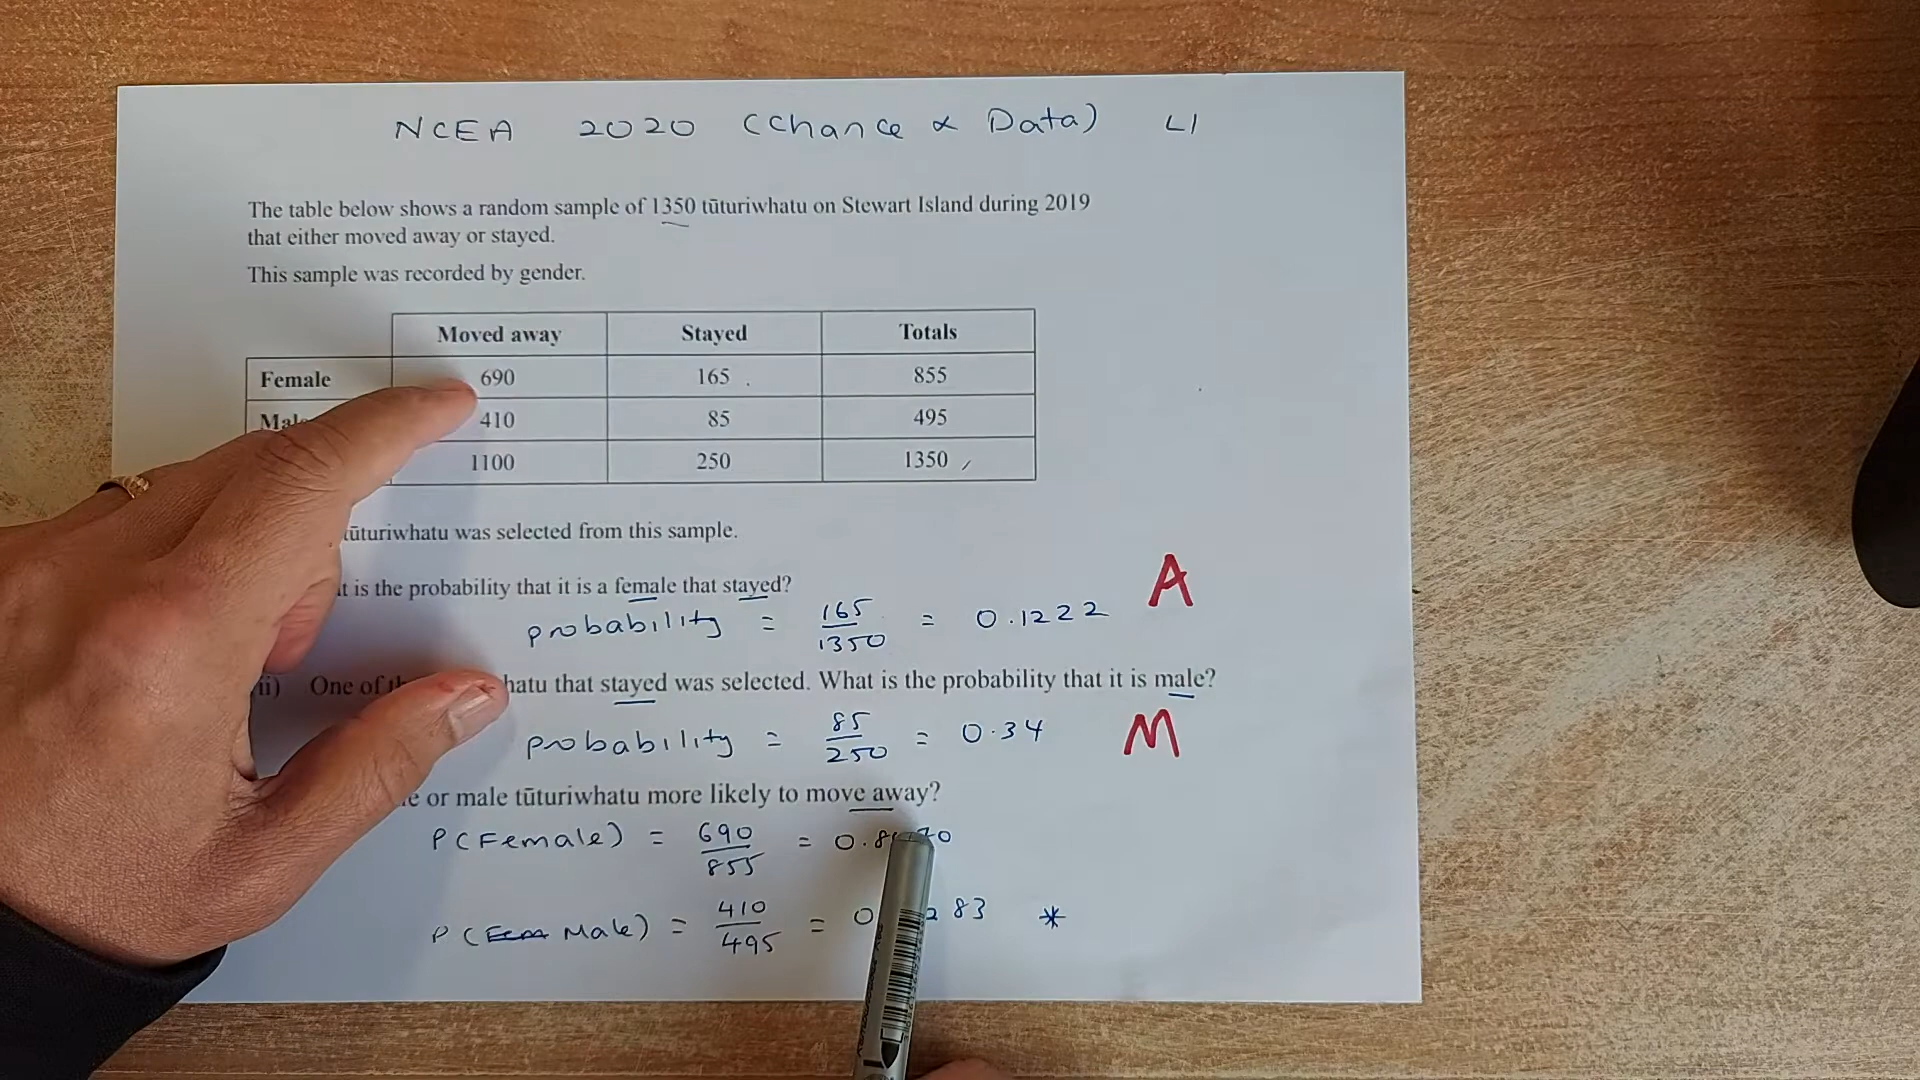 NCEA 2020 (Chance & Data) L1
The table below shows a random sample of 1350 tūturiwhatu on Stewart Island during 2019
that either moved away or stayed.
This sample was recorded by gender.
Moved away Stayed Totals
Female 690 165 855
410 85 495
1100 250 1350
tūturiwhatu was selected from this sample.
is the probability that it is a female that stayed?
probability = 165/1350 = 0.1222 A
ii) One of that stayed was selected. What is the probability that it is male?
probability = 85/250 = 0.34 M
or male tūturiwhatu more likely to move away?
P(Female) = 690/855 =
P(Male) = 410/495 = *